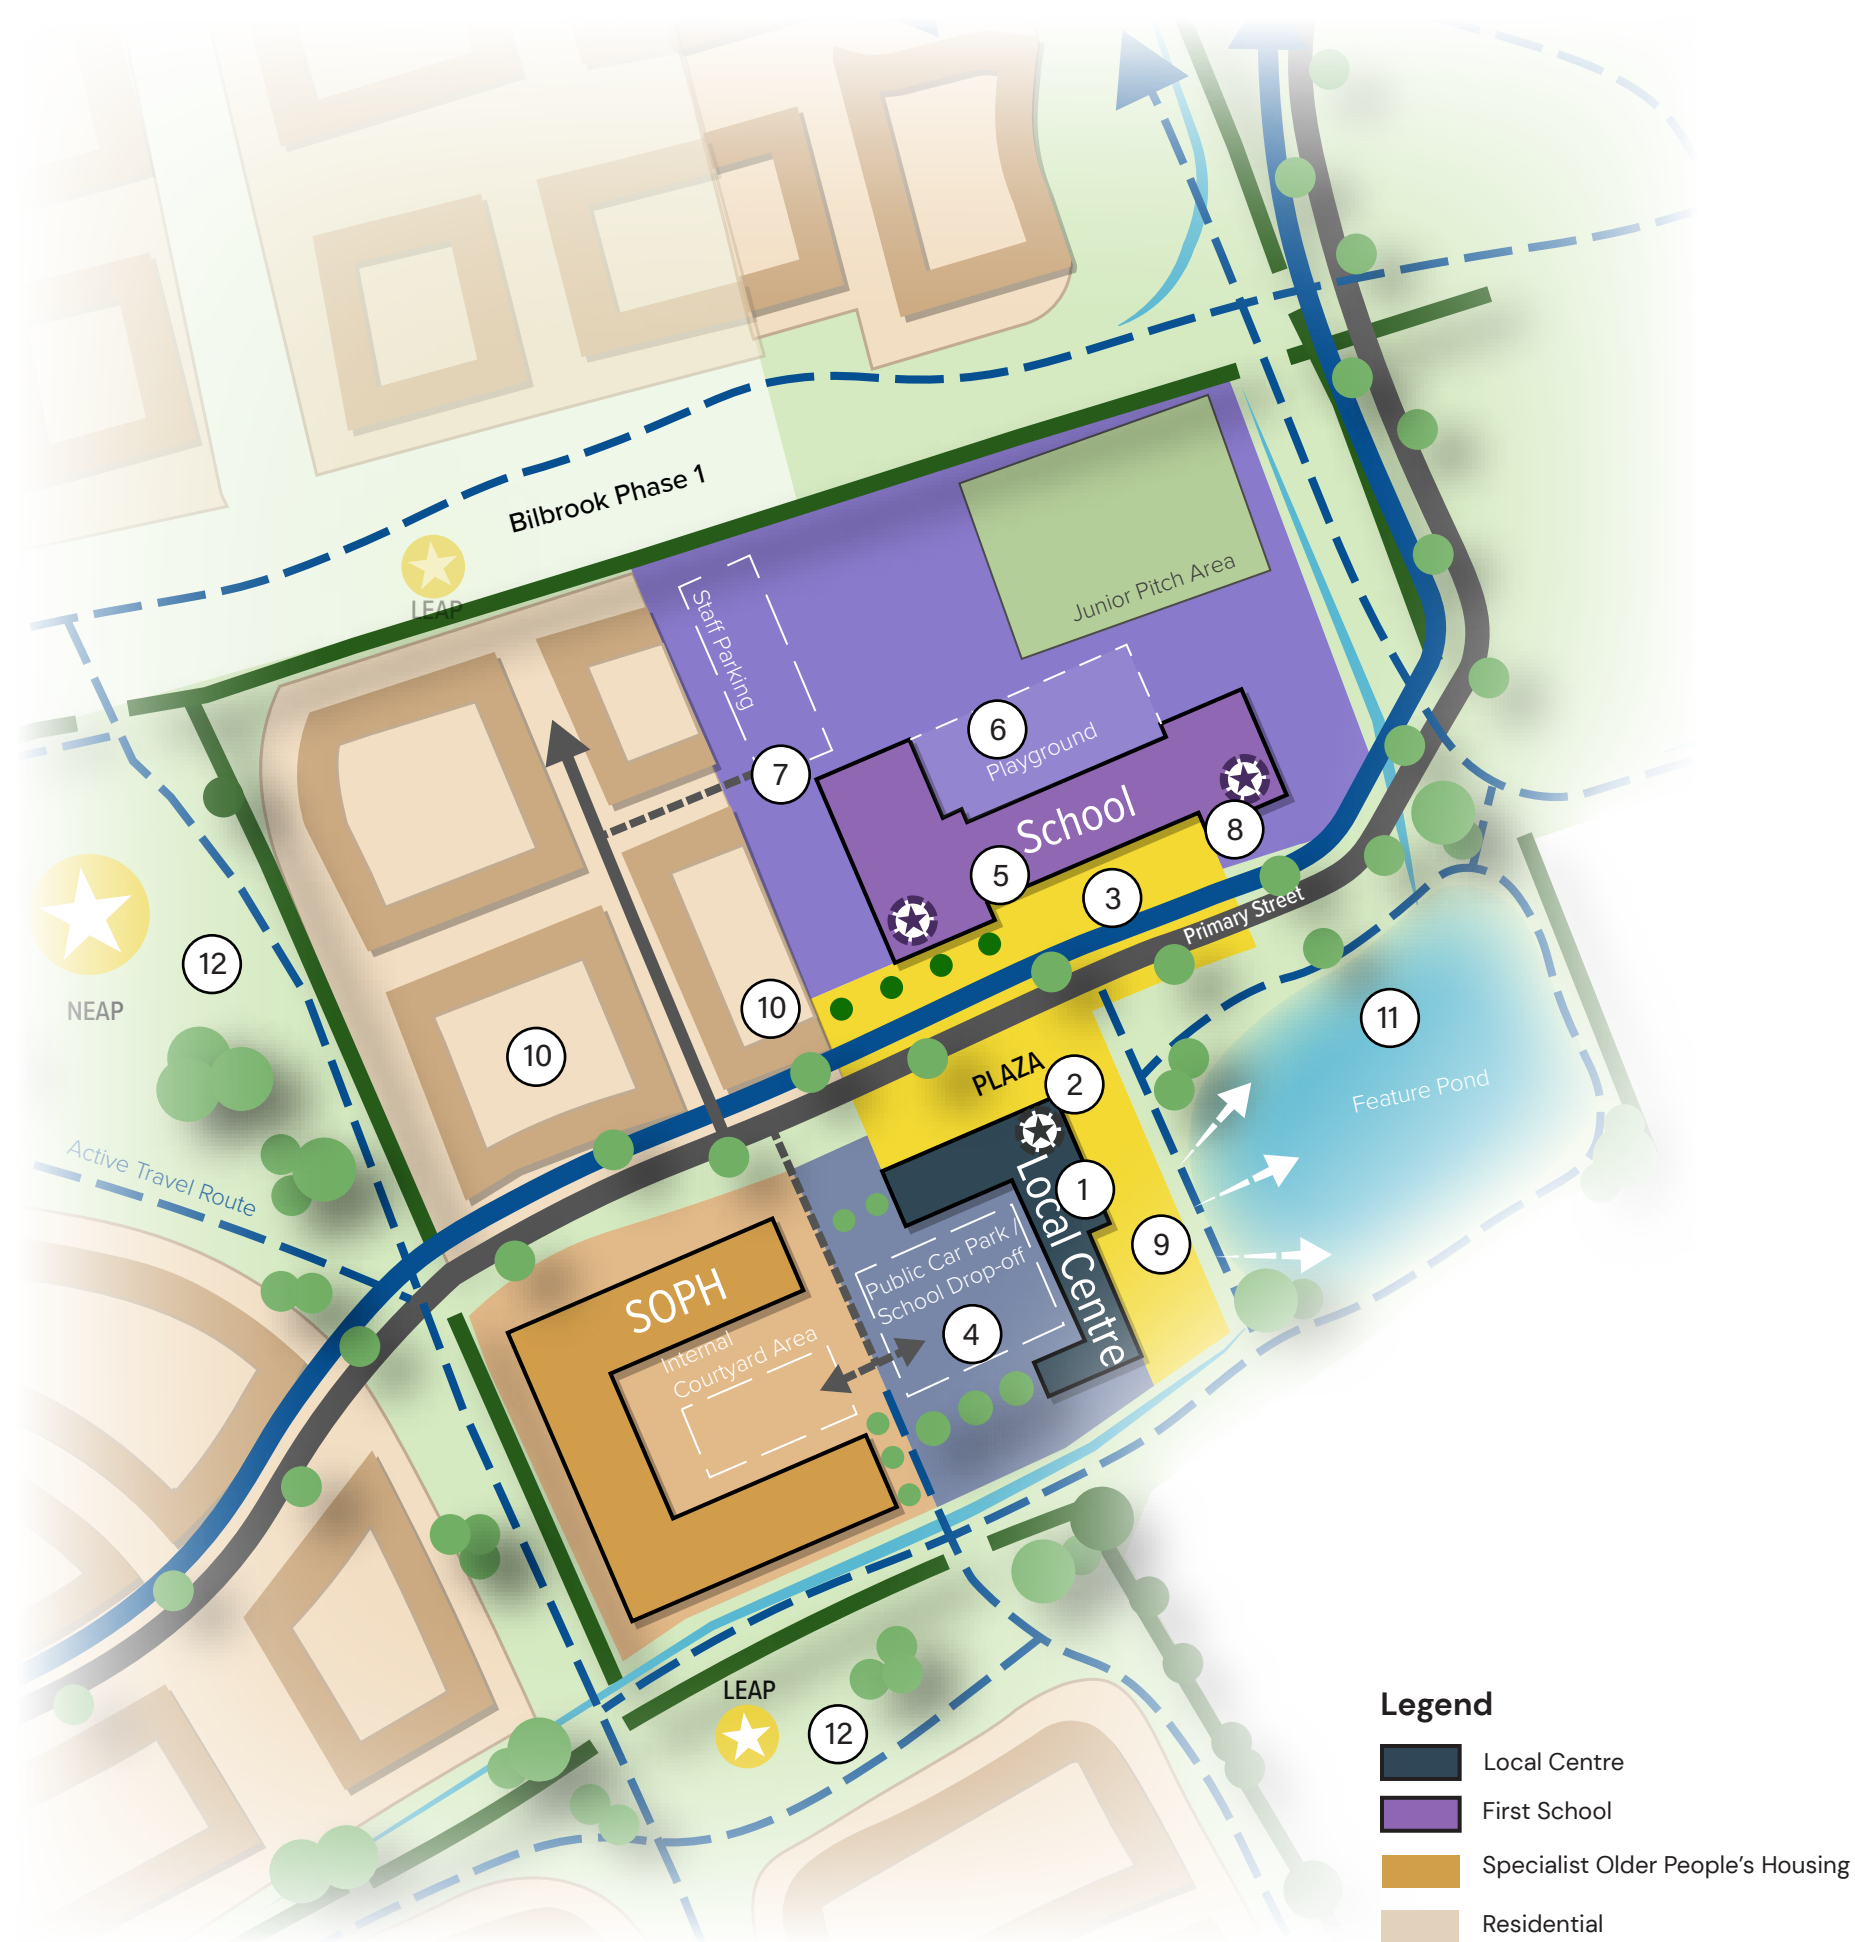 Bilbrook Phase 1
LEAP
Staff Parking
Junior Pitch Area
6
Playground
7
School
8
5
3
Primary Street
12
NEAP
10
10
11
Feature Pond
PLAZA
2
Active Travel Route
1
Local Centre
9
Public Car Park /
School Drop-off
4
SOPH
Internal
Courtyard Area
LEAP
12
Legend
Local Centre
First School
Specialist Older People’s Housing
Residential